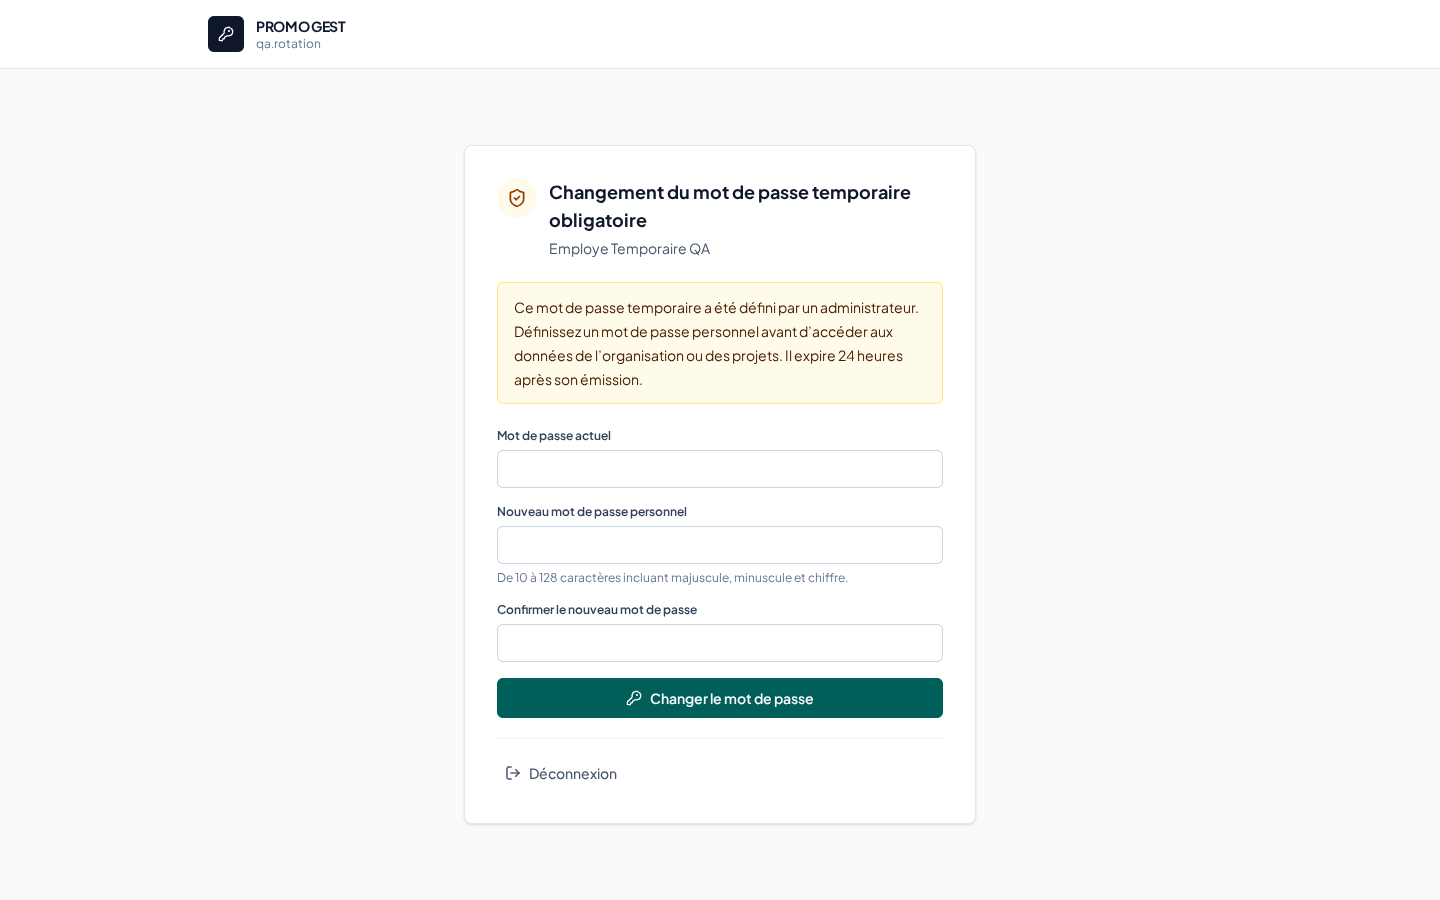 PROMOGEST
qa.rotation
Changement du mot de passe temporaire
obligatoire
Employe Temporaire QA
Ce mot de passe temporaire a été défini par un administrateur.
Définissez un mot de passe personnel avant d’accéder aux
données de l’organisation ou des projets. Il expire 24 heures
après son émission.
Mot de passe actuel
Nouveau mot de passe personnel
De 10 à 128 caractères incluant majuscule, minuscule et chiffre.
Confirmer le nouveau mot de passe
Changer le mot de passe
Déconnexion